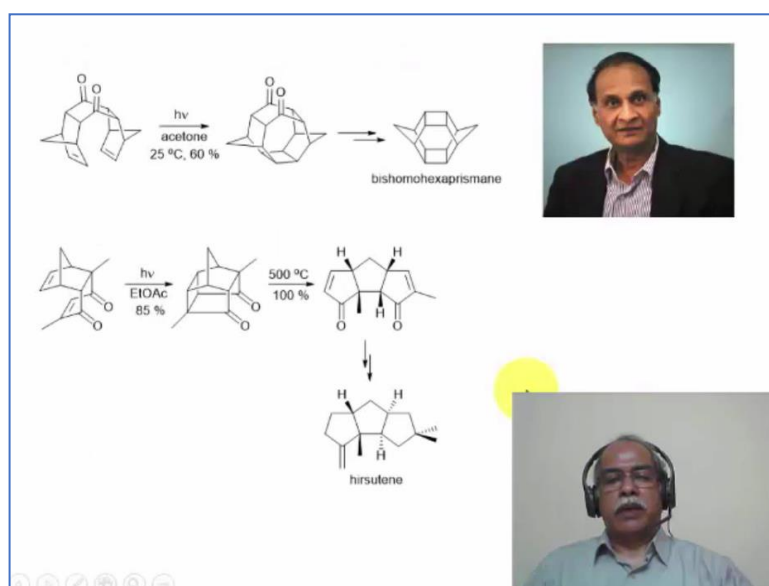 O
O
hν
acetone
25 ºC, 60 %
O
O
bishomohexaprismane
hν
EtOAc
85 %
O
O
O
O
500 ºC
100 %
H
H
H
O
O
H
H
H
hirsutene